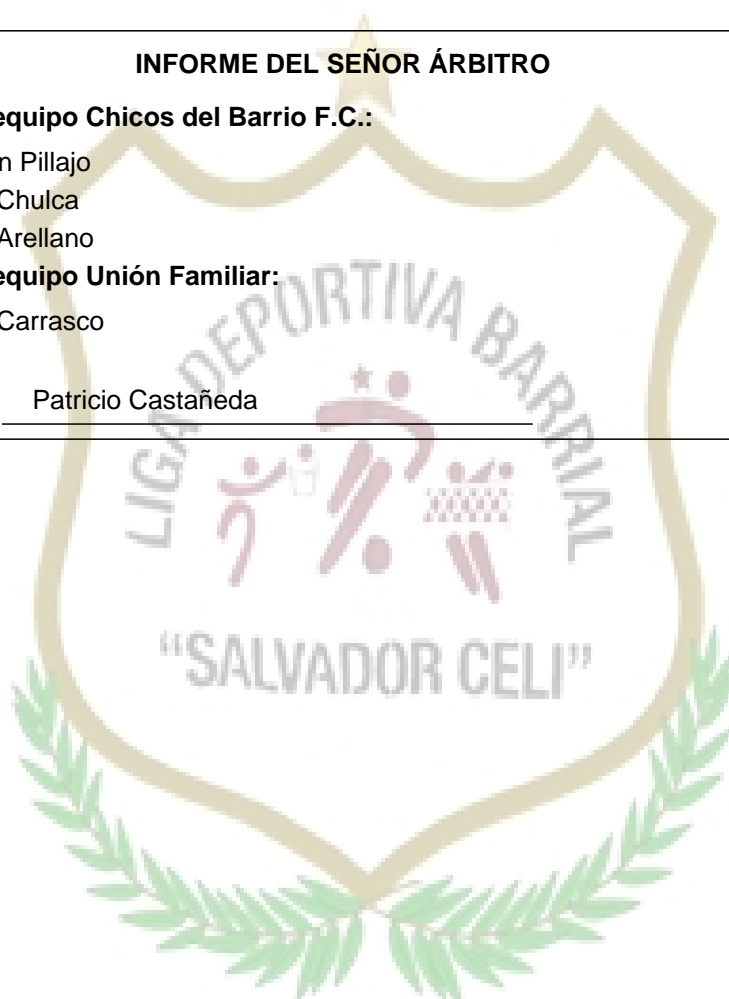 INFORME DEL SEÑOR ÁRBITRO
equipo Chicos del Barrio F.C.:
n Pillajo
Chulca
Arellano
equipo Unión Familiar:
Carrasco
Patricio Castañeda
LIGA DEPORTIVA BARRIAL
“SALVADOR CELI”